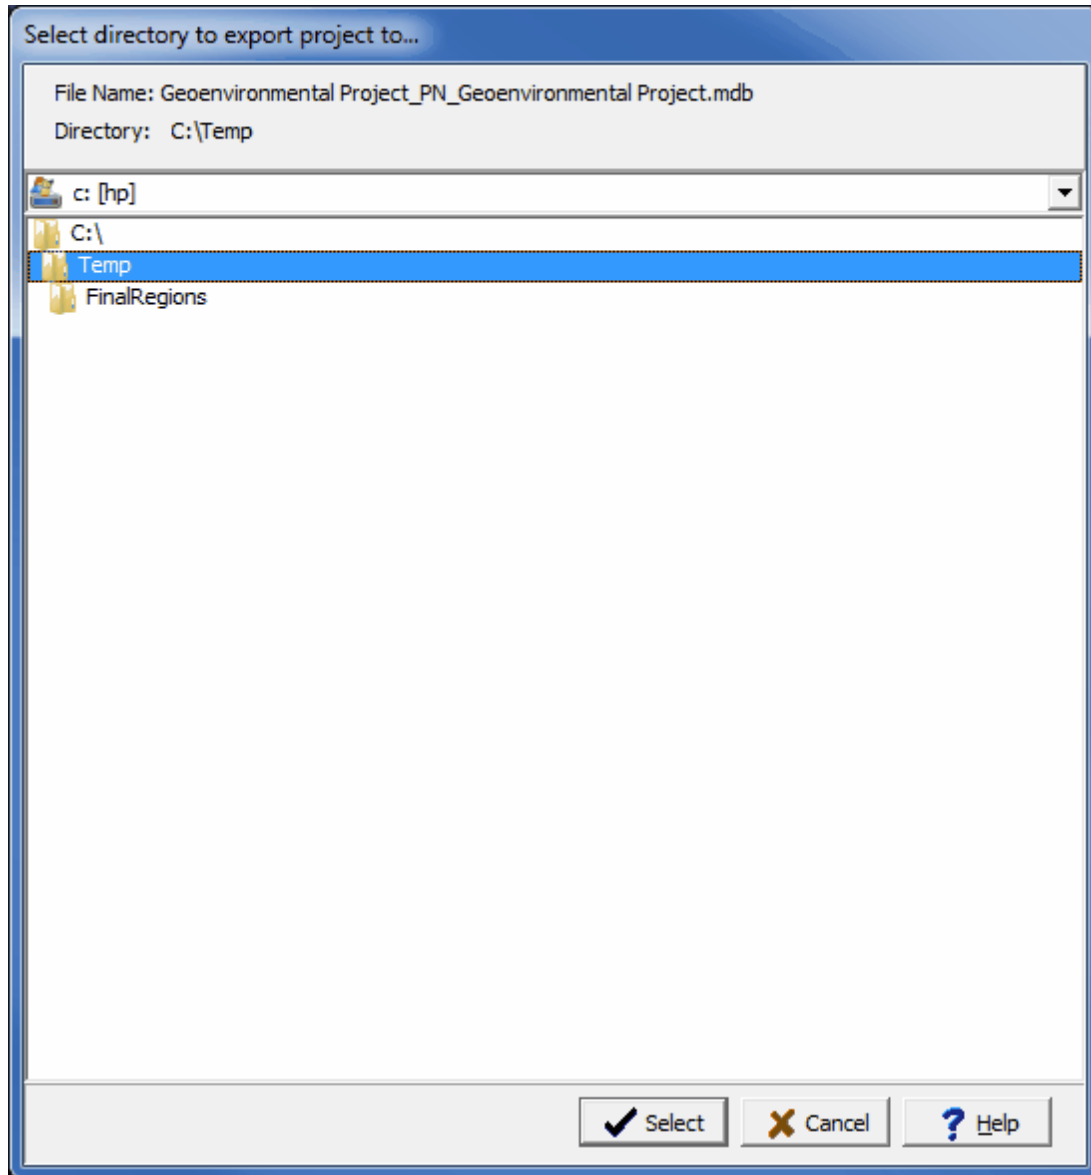 Select directory to export project to...
File Name: Geoenvironmental Project_PN_Geoenvironmental Project.mdb
Directory: C:\Temp
c: [hp]
C:\
Temp
FinalRegions
Select Cancel Help